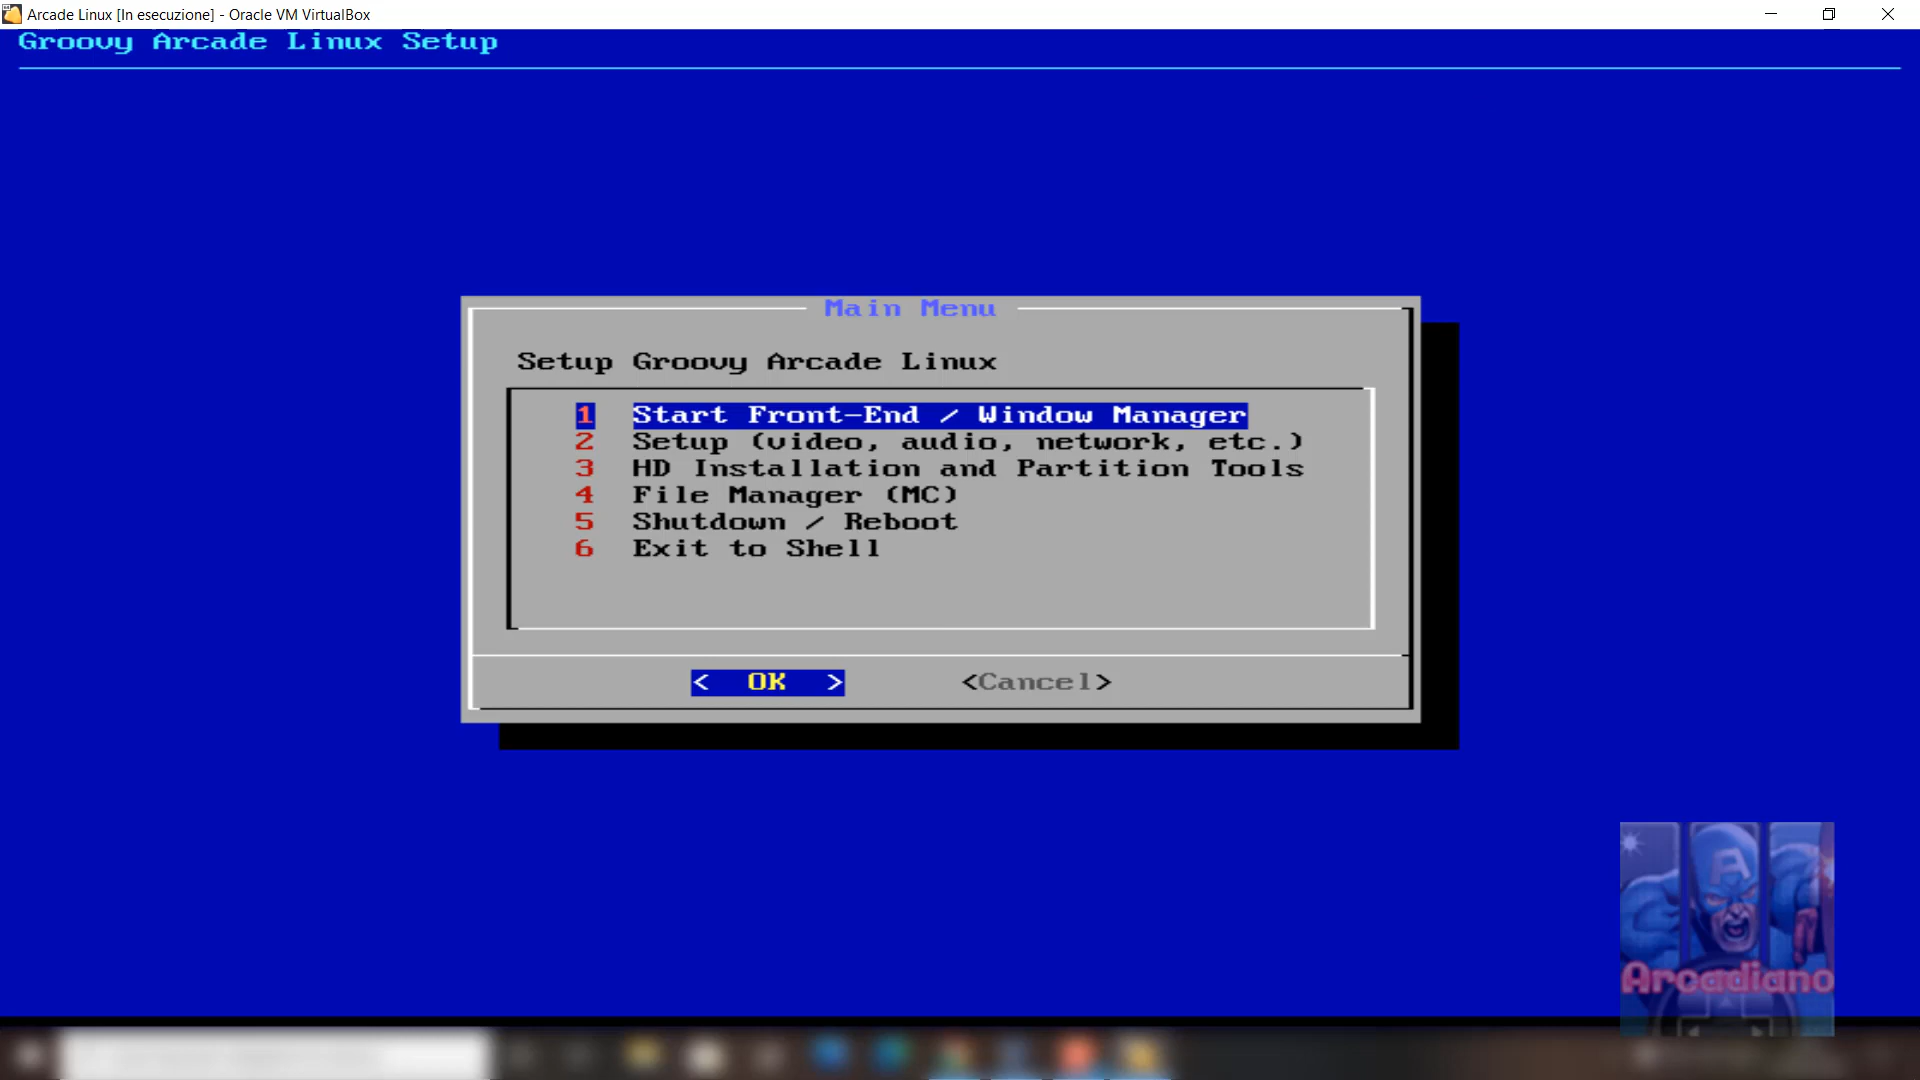 Arcade Linux [In esecuzione] - Oracle VM VirtualBox
Groovy Arcade Linux Setup
Main Menu
Setup Groovy Arcade Linux
1 Start Front-End / Window Manager
2 Setup (video, audio, network, etc.)
3 HD Installation and Partition Tools
4 File Manager (MC)
5 Shutdown / Reboot
6 Exit to Shell
< OK > <Cancel>
A
Arcadiano